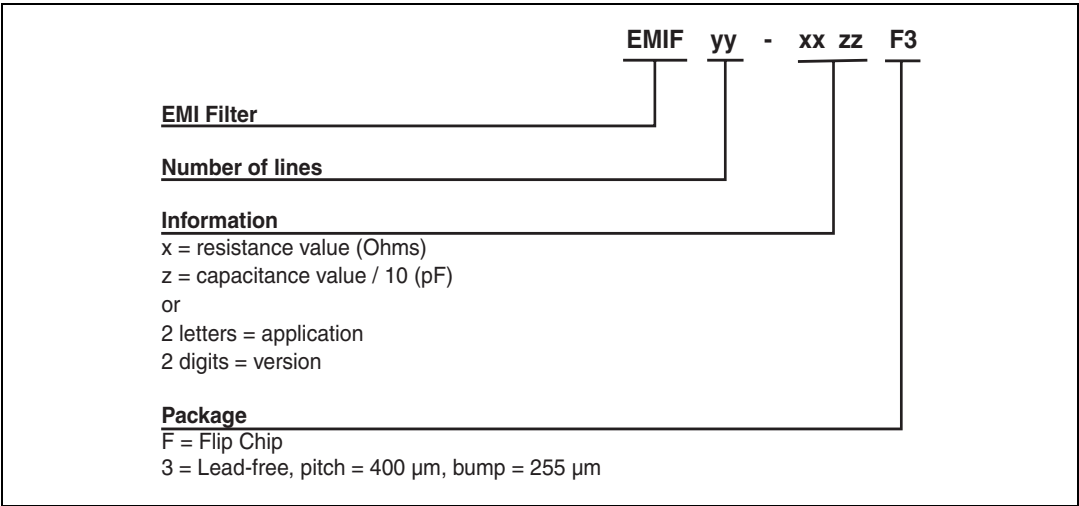 EMIF yy - xx zz F3
EMI Filter
Number of lines
Information
x = resistance value (Ohms)
z = capacitance value / 10 (pF)
or
2 letters = application
2 digits = version
Package
F = Flip Chip
3 = Lead-free, pitch = 400 µm, bump = 255 µm